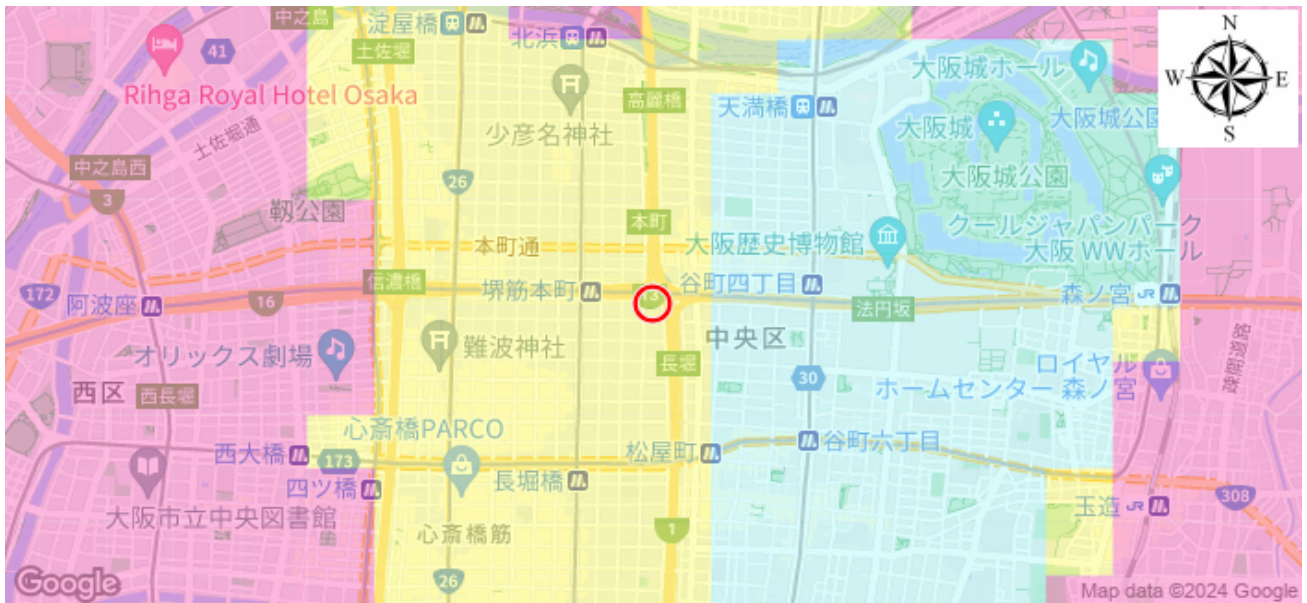 中之島
淀屋橋
41
土佐堀
北浜
N
W
E
S
大阪城ホール
Rihga Royal Hotel Osaka
高麗橋
天満橋
大阪城
大阪城公園
少彦名神社
土佐堀通
中之島西
26
大阪城公園
3
靱公園
本町
クールジャパンパーク
大阪 WWホール
本町通
大阪歴史博物館
172
阿波座
16
信濃橋
堺筋本町
13
谷町四丁目
法円坂
森ノ宮 JR
オリックス劇場
難波神社
中央区
長堀
ロイヤル
ホームセンター 森ノ宮
疎開道路
西区
西長堀
30
心斎橋PARCO
西大橋
173
松屋町
谷町六丁目
四ツ橋
長堀橋
308
玉造 JR
大阪市立中央図書館
心斎橋筋
1
26
Google
Map data ©2024 Google